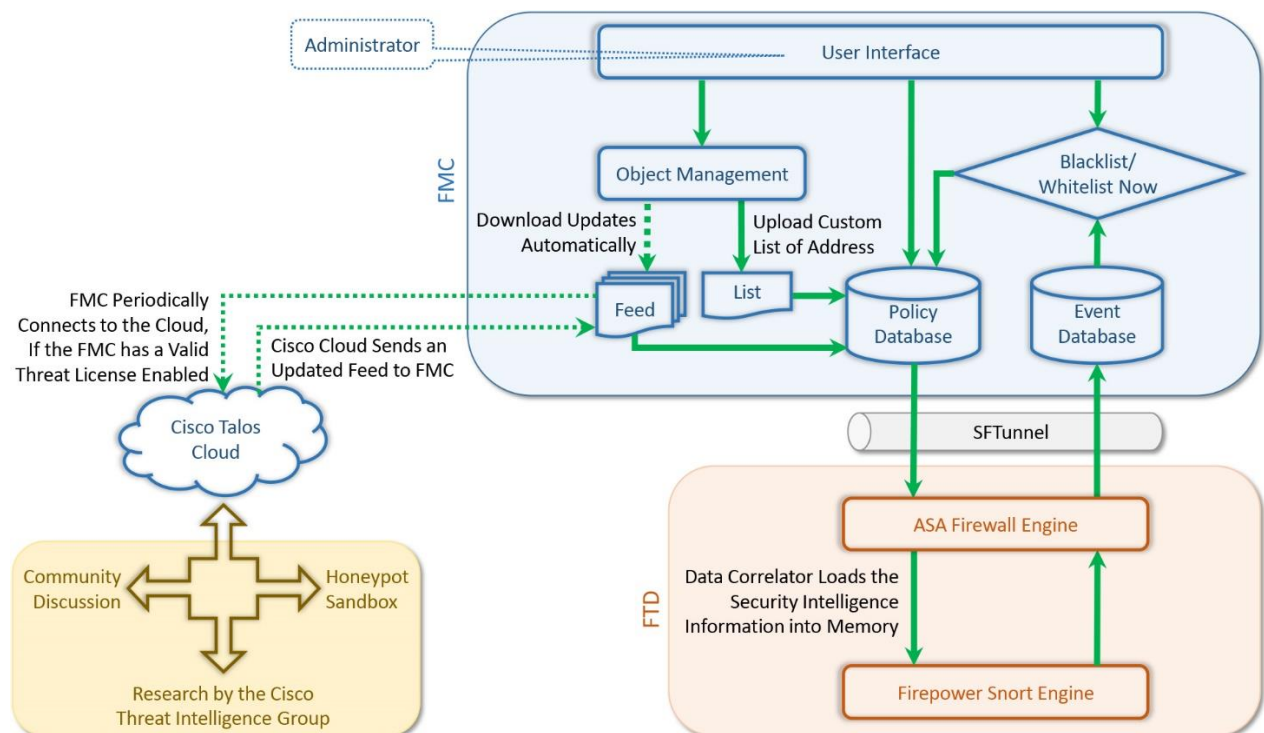 Administrator
User Interface
FMC
Object Management
Blacklist/
Whitelist Now
Download Updates
Automatically
Upload Custom
List of Address
Feed
List
Policy
Database
Event
Database
FMC Periodically
Connects to the Cloud,
If the FMC has a Valid
Threat License Enabled
Cisco Cloud Sends an
Updated Feed to FMC
Cisco Talos
Cloud
SFTunnel
Community
Discussion
Honeypot
Sandbox
Research by the Cisco
Threat Intelligence Group
FTD
ASA Firewall Engine
Data Correlator Loads the
Security Intelligence
Information into Memory
Firepower Snort Engine